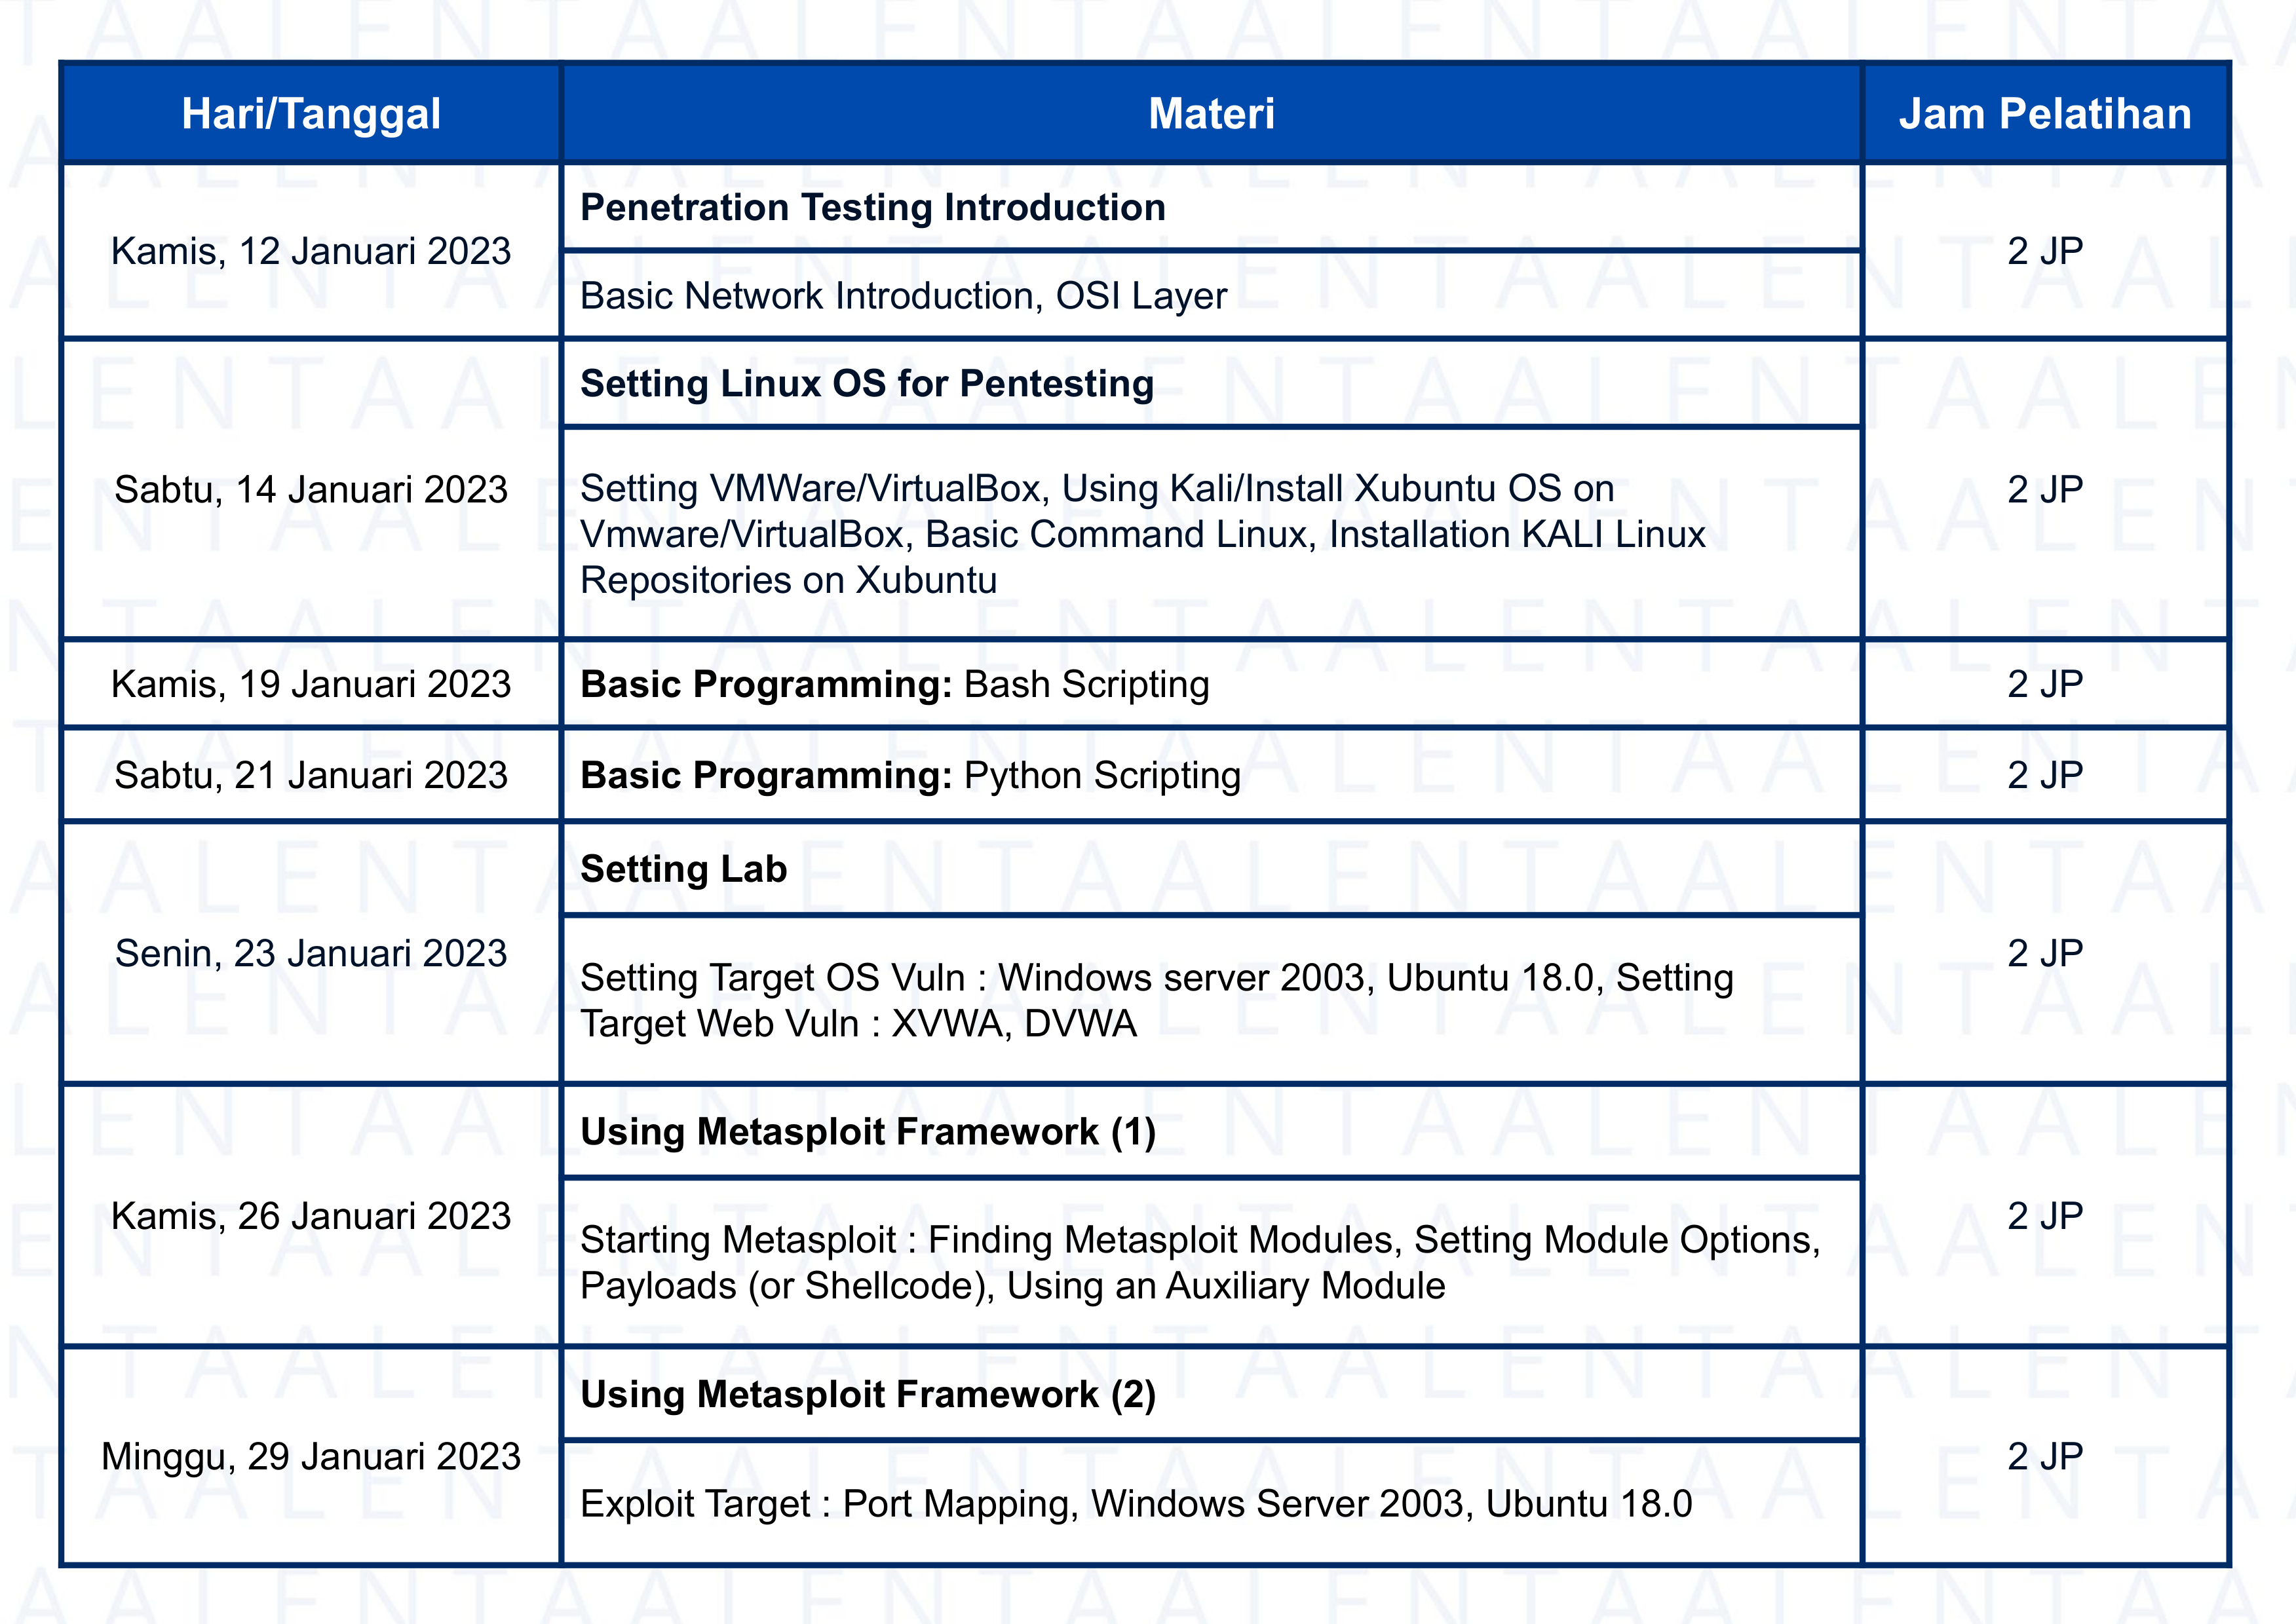 Hari/Tanggal Materi Jam Pelatihan
Penetration Testing Introduction
Kamis, 12 Januari 2023
2 JP
Basic Network Introduction, OSI Layer
Setting Linux OS for Pentesting
Sabtu, 14 Januari 2023
Setting VMWare/VirtualBox, Using Kali/Install Xubuntu OS on
Vmware/VirtualBox, Basic Command Linux, Installation KALI Linux
Repositories on Xubuntu
2 JP
Kamis, 19 Januari 2023 Basic Programming: Bash Scripting 2 JP
Sabtu, 21 Januari 2023 Basic Programming: Python Scripting 2 JP
Setting Lab
Senin, 23 Januari 2023
Setting Target OS Vuln : Windows server 2003, Ubuntu 18.0, Setting
Target Web Vuln : XVWA, DVWA
2 JP
Using Metasploit Framework (1)
Kamis, 26 Januari 2023
Starting Metasploit : Finding Metasploit Modules, Setting Module Options,
Payloads (or Shellcode), Using an Auxiliary Module
2 JP
Using Metasploit Framework (2)
Minggu, 29 Januari 2023
Exploit Target : Port Mapping, Windows Server 2003, Ubuntu 18.0
2 JP